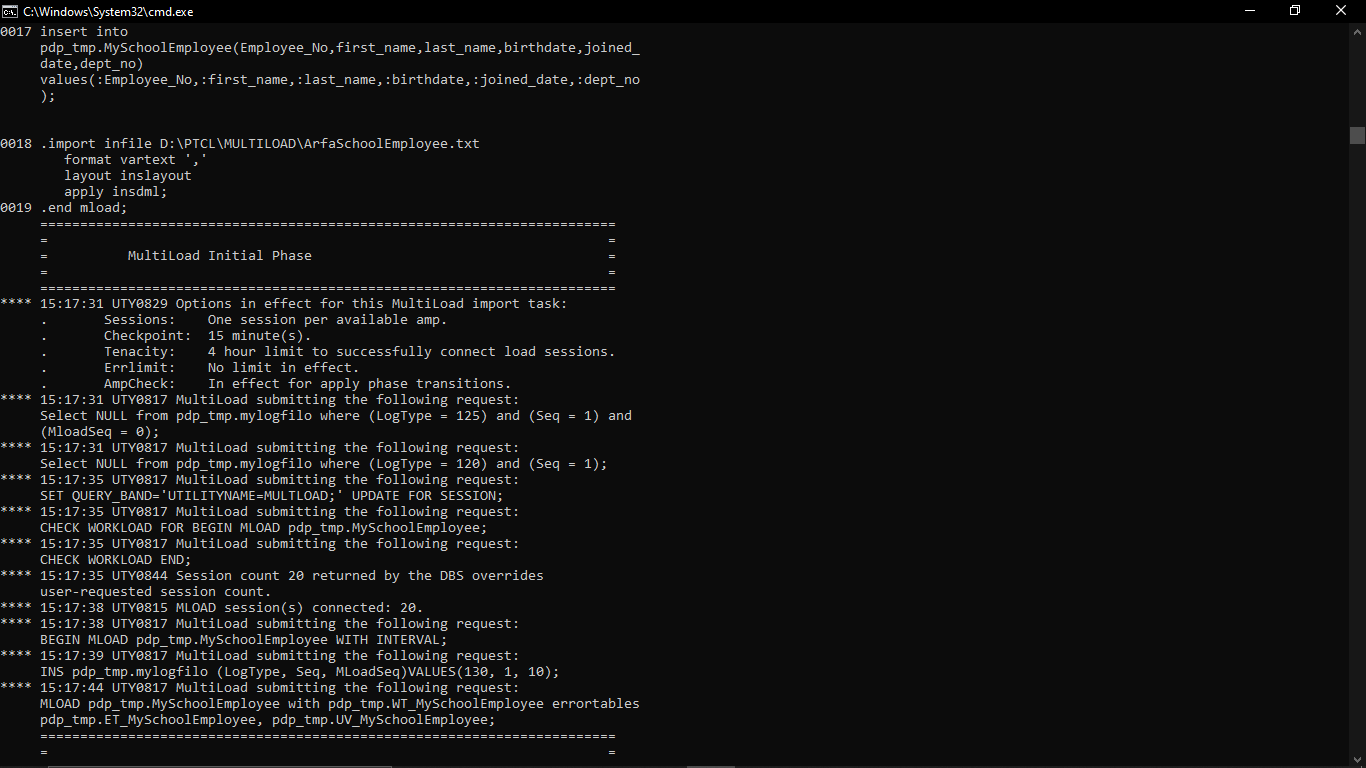 C:\Windows\System32\cmd.exe
0017 insert into
pdp_tmp.MySchoolEmployee(Employee_No,first_name,last_name,birthdate,joined_
date,dept_no)
values(:Employee_No,:first_name,:last_name,:birthdate,:joined_date,:dept_no
);
0018 .import infile D:\PTCL\MULTILOAD\ArfaSchoolEmployee.txt
format vartext ','
layout inslayout
apply insdml;
0019 .end mload;
========================================================================
= =
= MultiLoad Initial Phase =
= =
========================================================================
**** 15:17:31 UTY0829 Options in effect for this MultiLoad import task:
. Sessions: One session per available amp.
. Checkpoint: 15 minute(s).
. Tenacity: 4 hour limit to successfully connect load sessions.
. Errlimit: No limit in effect.
. AmpCheck: In effect for apply phase transitions.
**** 15:17:31 UTY0817 MultiLoad submitting the following request:
Select NULL from pdp_tmp.mylogfilo where (LogType = 125) and (Seq = 1) and
(MloadSeq = 0);
**** 15:17:31 UTY0817 MultiLoad submitting the following request:
Select NULL from pdp_tmp.mylogfilo where (LogType = 120) and (Seq = 1);
**** 15:17:35 UTY0817 MultiLoad submitting the following request:
SET QUERY_BAND='UTILITYNAME=MULTLOAD;' UPDATE FOR SESSION;
**** 15:17:35 UTY0817 MultiLoad submitting the following request:
CHECK WORKLOAD FOR BEGIN MLOAD pdp_tmp.MySchoolEmployee;
**** 15:17:35 UTY0817 MultiLoad submitting the following request:
CHECK WORKLOAD END;
**** 15:17:35 UTY0844 Session count 20 returned by the DBS overrides
user-requested session count.
**** 15:17:38 UTY0815 MLOAD session(s) connected: 20.
**** 15:17:38 UTY0817 MultiLoad submitting the following request:
BEGIN MLOAD pdp_tmp.MySchoolEmployee WITH INTERVAL;
**** 15:17:39 UTY0817 MultiLoad submitting the following request:
INS pdp_tmp.mylogfilo (LogType, Seq, MLoadSeq)VALUES(130, 1, 10);
**** 15:17:44 UTY0817 MultiLoad submitting the following request:
MLOAD pdp_tmp.MySchoolEmployee with pdp_tmp.WT_MySchoolEmployee errortables
pdp_tmp.ET_MySchoolEmployee, pdp_tmp.UV_MySchoolEmployee;
========================================================================
= =